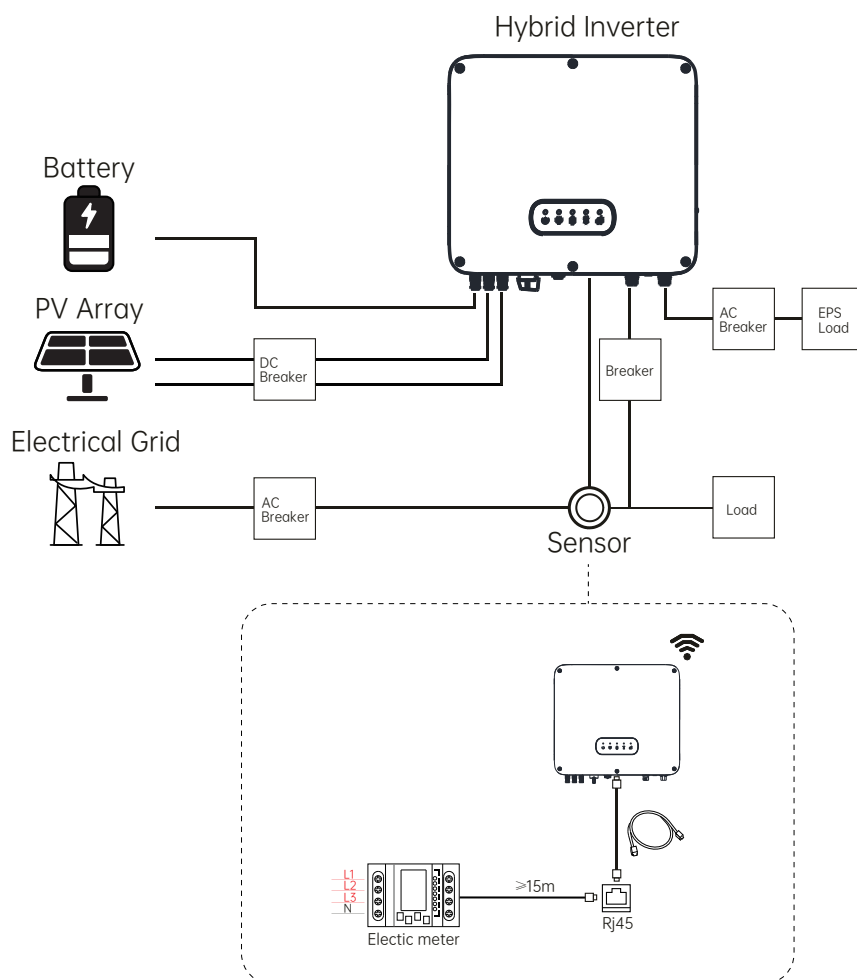 Hybrid Inverter
Battery
PV Array
DC
Breaker
AC
Breaker
EPS
Load
Breaker
Electrical Grid
AC
Breaker
Load
Sensor
L1
L2
L3
N
≥15m
Electic meter
Rj45